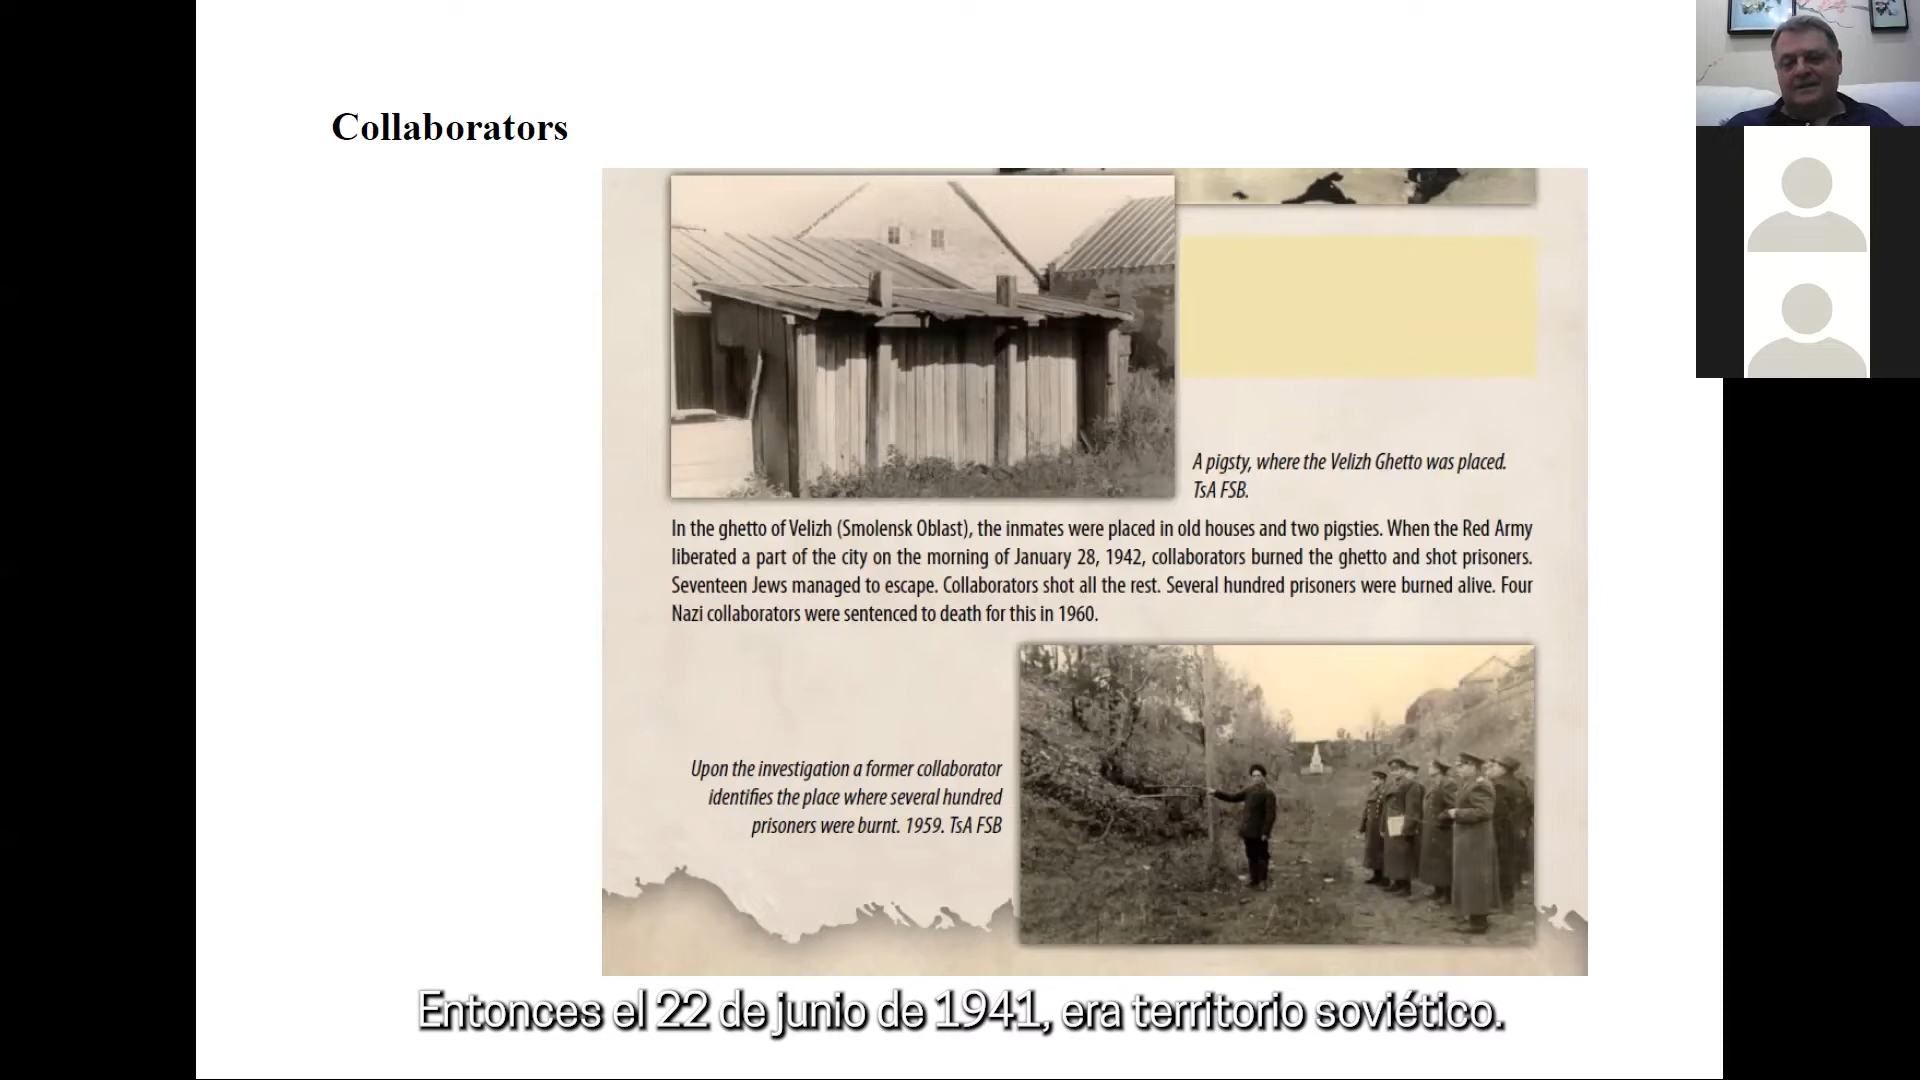 Collaborators
A pigsty, where the Velizh Ghetto was placed.
TsA FSB.
In the ghetto of Velizh (Smolensk Oblast), the inmates were placed in old houses and two pigsties. When the Red Army
liberated a part of the city on the morning of January 28, 1942, collaborators burned the ghetto and shot prisoners.
Seventeen Jews managed to escape. Collaborators shot all the rest. Several hundred prisoners were burned alive. Four
Nazi collaborators were sentenced to death for this in 1960.
Upon the investigation a former collaborator
identifies the place where several hundred
prisoners were burnt. 1959. TsA FSB
Entonces el 22 de junio de 1941, era territorio soviético.